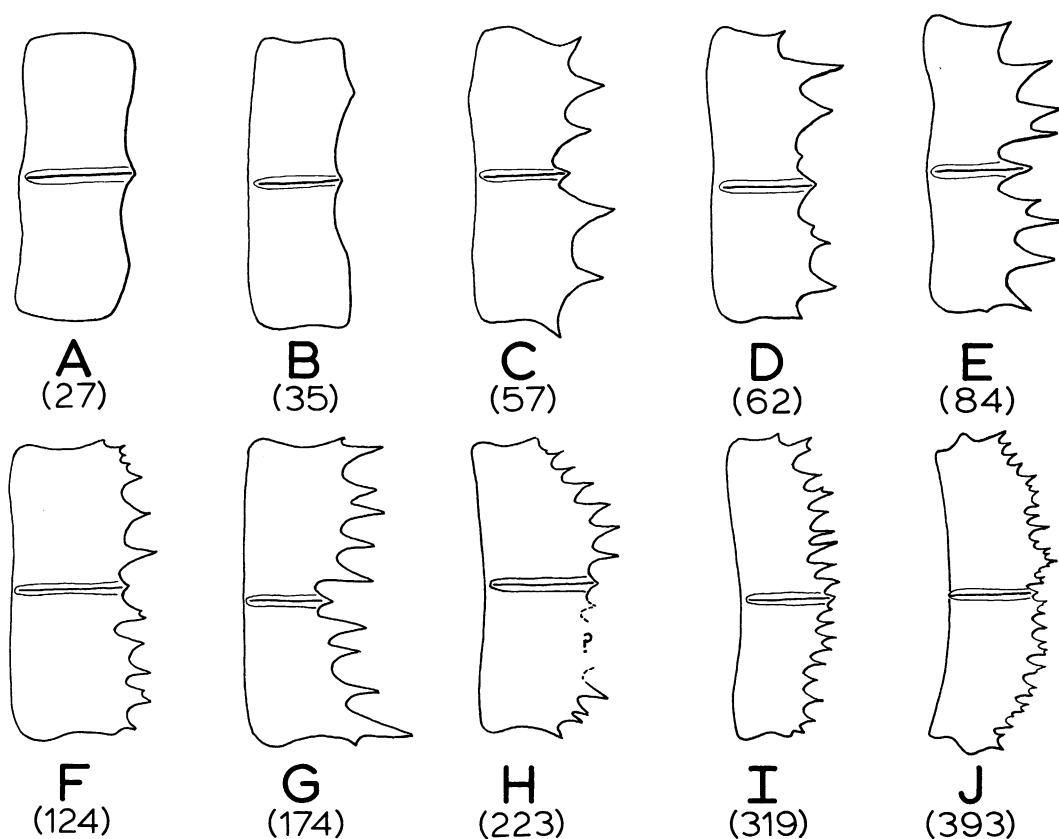 A B C D E
(27) (35) (57) (62) (84)
?
F G H I J
(124) (174) (223) (319) (393)